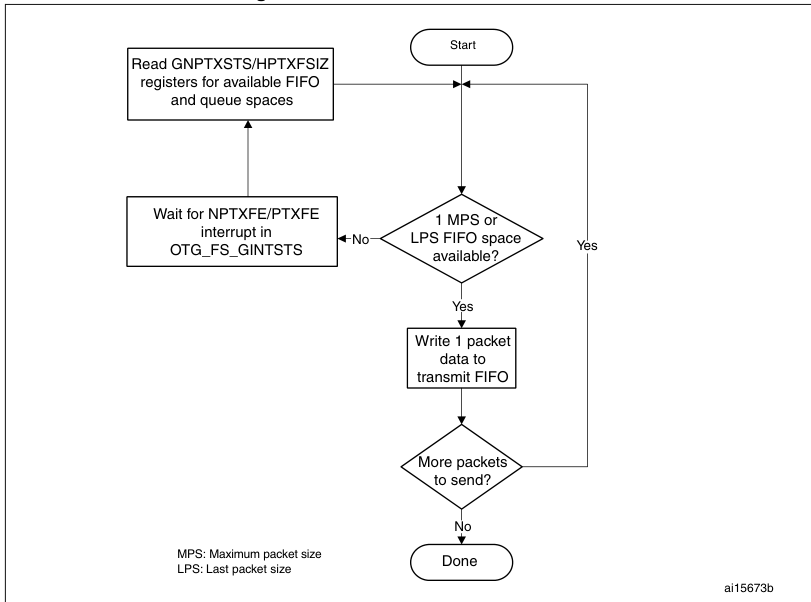 Start
Read GNPTXSTS/HPTXFSIZ
registers for available FIFO
and queue spaces
Wait for NPTXFE/PTXFE
interrupt in
OTG_FS_GINTSTS
No
1 MPS or
LPS FIFO space
available?
Yes
Yes
Write 1 packet
data to
transmit FIFO
More packets
to send?
No
Done
MPS: Maximum packet size
LPS: Last packet size
ai15673b